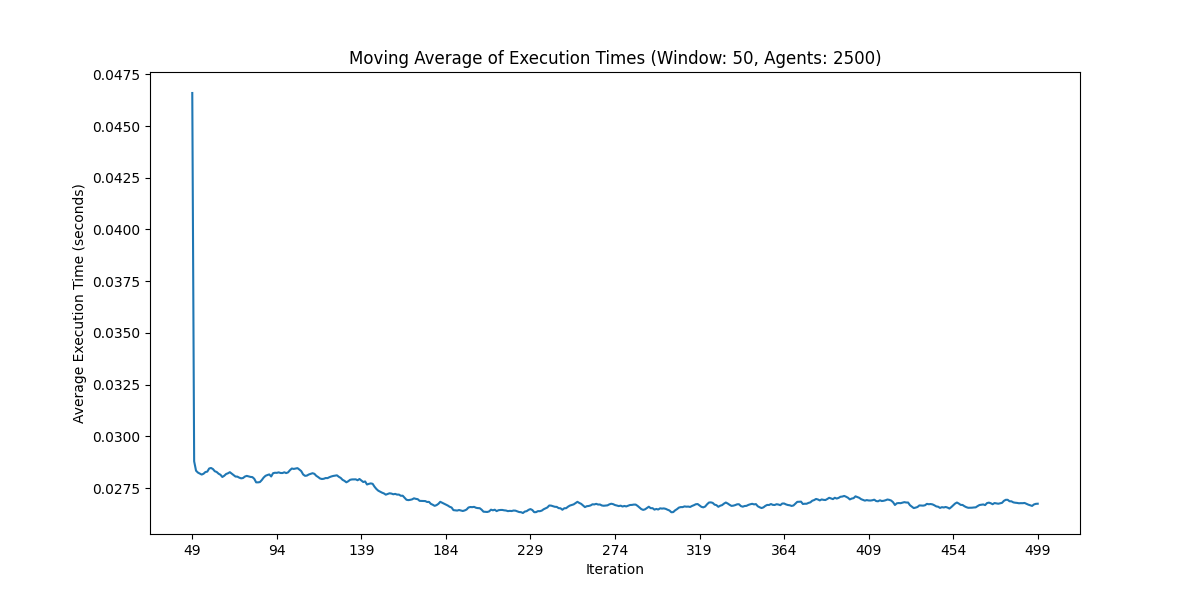 Moving Average of Execution Times (Window: 50, Agents: 2500)
0.0475
0.0450
0.0425
0.0400
0.0375
0.0350
0.0325
0.0300
0.0275
Average Execution Time (seconds)
49 94 139 184 229 274 319 364 409 454 499
Iteration